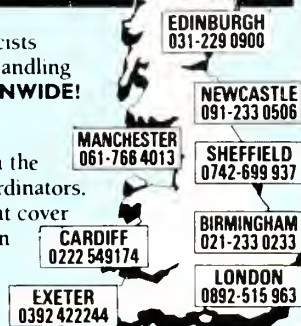 andling
NWIDE!
the
rdinators.
t cover
EDINBURGH
031-229 0900
NEWCASTLE
091-233 0506
MANCHESTER
061-766 4013
SHEFFIELD
0742-699 937
BIRMINGHAM
021-233 0233
CARDIFF
0222 549174
LONDON
0892-515 963
EXETER
0392 422244